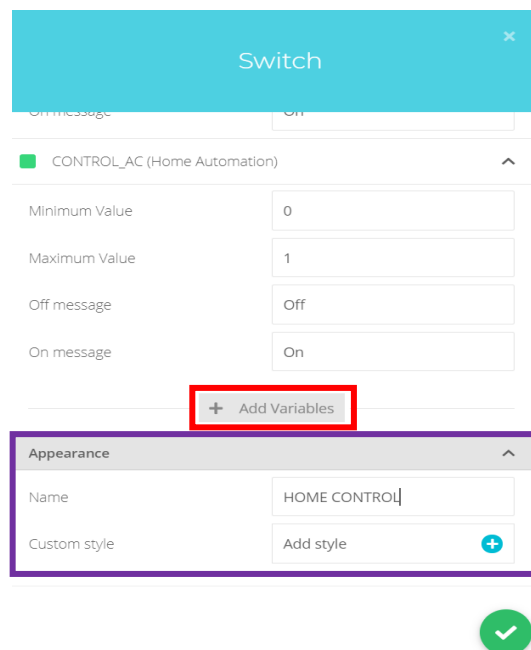 Switch
On message On
CONTROL_AC (Home Automation)
Minimum Value 0
Maximum Value 1
Off message Off
On message On
+ Add Variables
Appearance
Name HOME CONTROL
Custom style Add style